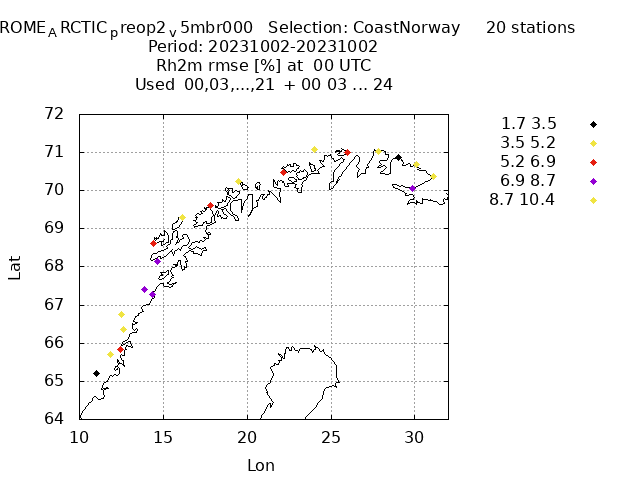 ROME_ARCTIC_preop2_v5mbr000 Selection: CoastNorway 20 stations
Period: 20231002-20231002
Rh2m rmse [%] at 00 UTC
Used 00,03,...,21 + 00 03 ... 24
72
71
70
69
68
67
66
65
64
10 15 20 25 30
Lat
Lon
1.7 3.5
3.5 5.2
5.2 6.9
6.9 8.7
8.7 10.4